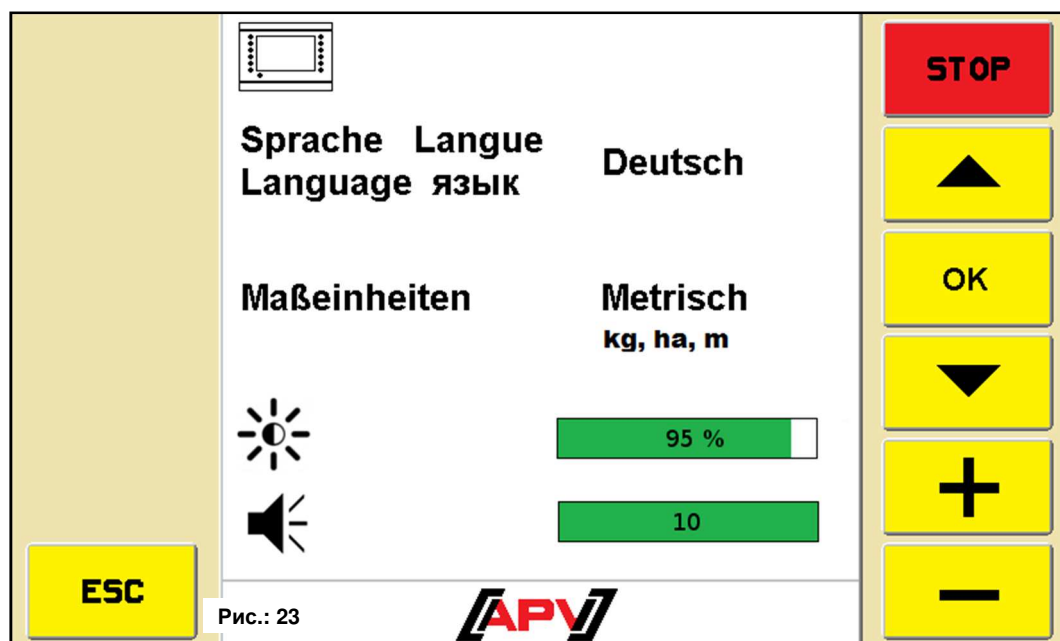 STOP
Sprache Langue
Language язык
Deutsch
OK
Maßeinheiten
Metrisch
kg, ha, m
95 %
10
ESC
Рис.: 23
APV